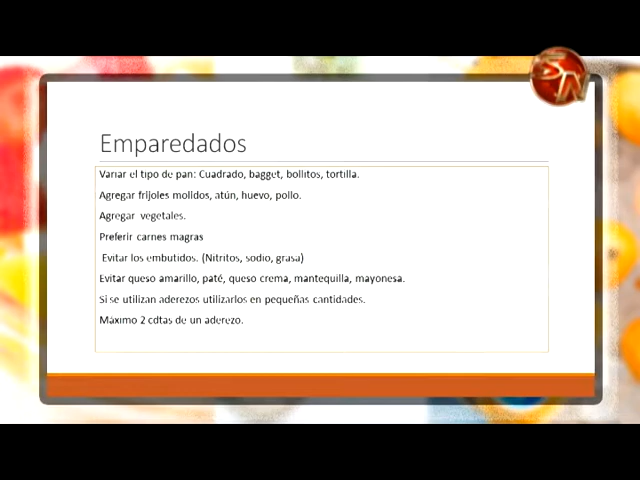 SN
Emparedados
Variar el tipo de pan: Cuadrado, bagget, bollitos, tortilla.
Agregar frijoles molidos, atún, huevo, pollo.
Agregar vegetales.
Preferir carnes magras
Evitar los embutidos. (Nitritos, sodio, grasa)
Evitar queso amarillo, paté, queso crema, mantequilla, mayonesa.
Si se utilizan aderezos utilizarlos en pequeñas cantidades.
Máximo 2 cdtas de un aderezo.